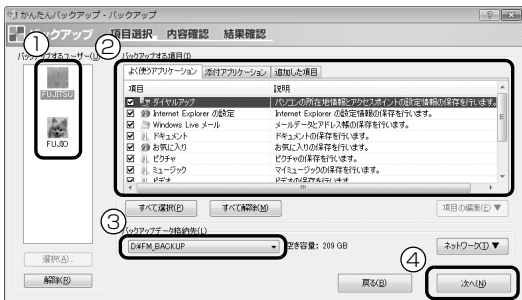 かんたんバックアップ - バックアップ
バックアップ 項目選択 内容確認 結果確認
① ②
バックアップするユーザー(U) バックアップする項目(I)
よく使うアプリケーション 添付アプリケーション 追加した項目
項目 説明
ダイヤルアップ パソコンの所在地情報とアクセスポイントの設定情報の保存を行います。
Internet Explorer の設定 Internet Explorer の設定情報の保存を行います。
Windows Live メール メールデータとアドレス帳の保存を行います。
ドキュメント ドキュメントの保存を行います。
お気に入り お気に入りの保存を行います。
ピクチャ ピクチャの保存を行います。
ミュージック マイミュージックの保存を行います。
ビデオ ビデオの保存を行います。
FUJITSU
FUJIO
すべて選択(P) すべて解除(M) 項目の編集(E) ▼
③
バックアップデータ格納先(L)
D:¥FM_BACKUP 空き容量: 209 GB ネットワーク(T) ▼
選択(A)...
④
解除(R) 戻る(B) 次へ(N)